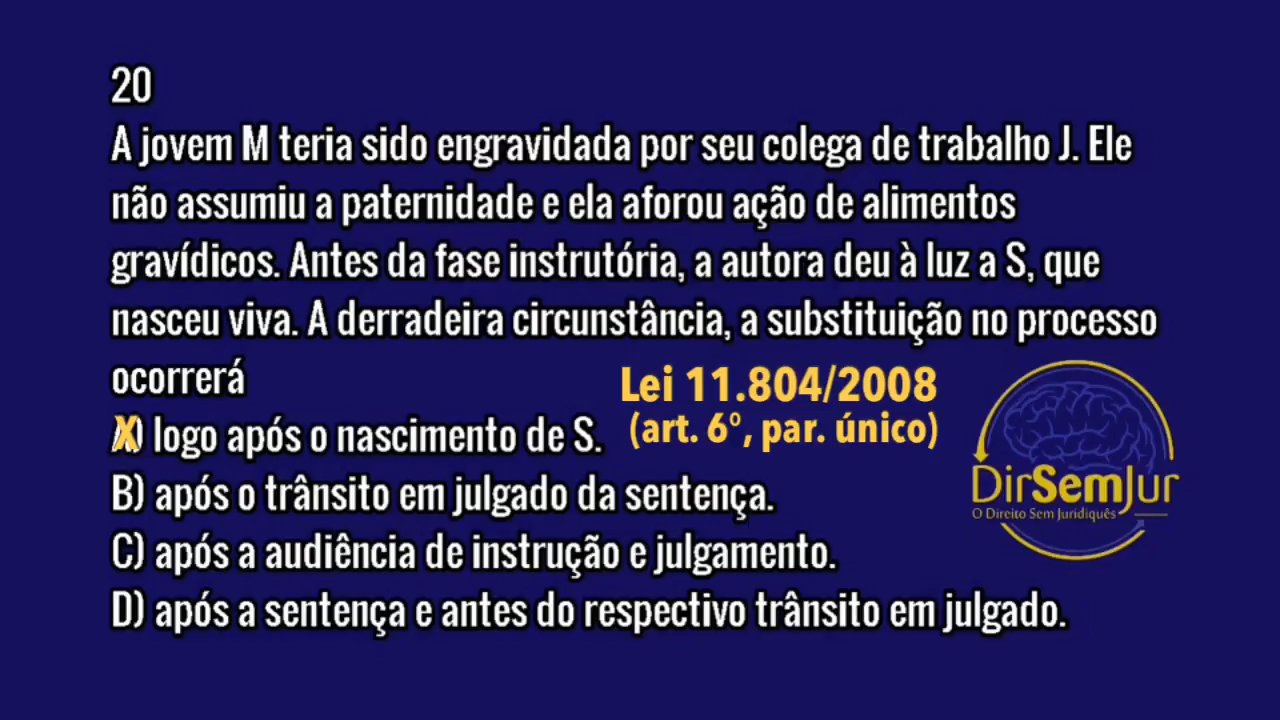 20
A jovem M teria sido engravidada por seu colega de trabalho J. Ele
não assumiu a paternidade e ela aforou ação de alimentos
gravídicos. Antes da fase instrutória, a autora deu à luz a S, que
nasceu viva. A derradeira circunstância, a substituição no processo
ocorrerá
Lei 11.804/2008
X) logo após o nascimento de S.
(art. 6º, par. único)
B) após o trânsito em julgado da sentença.
C) após a audiência de instrução e julgamento.
D) após a sentença e antes do respectivo trânsito em julgado.
DirSemJur
O Direito Sem Juridiquês